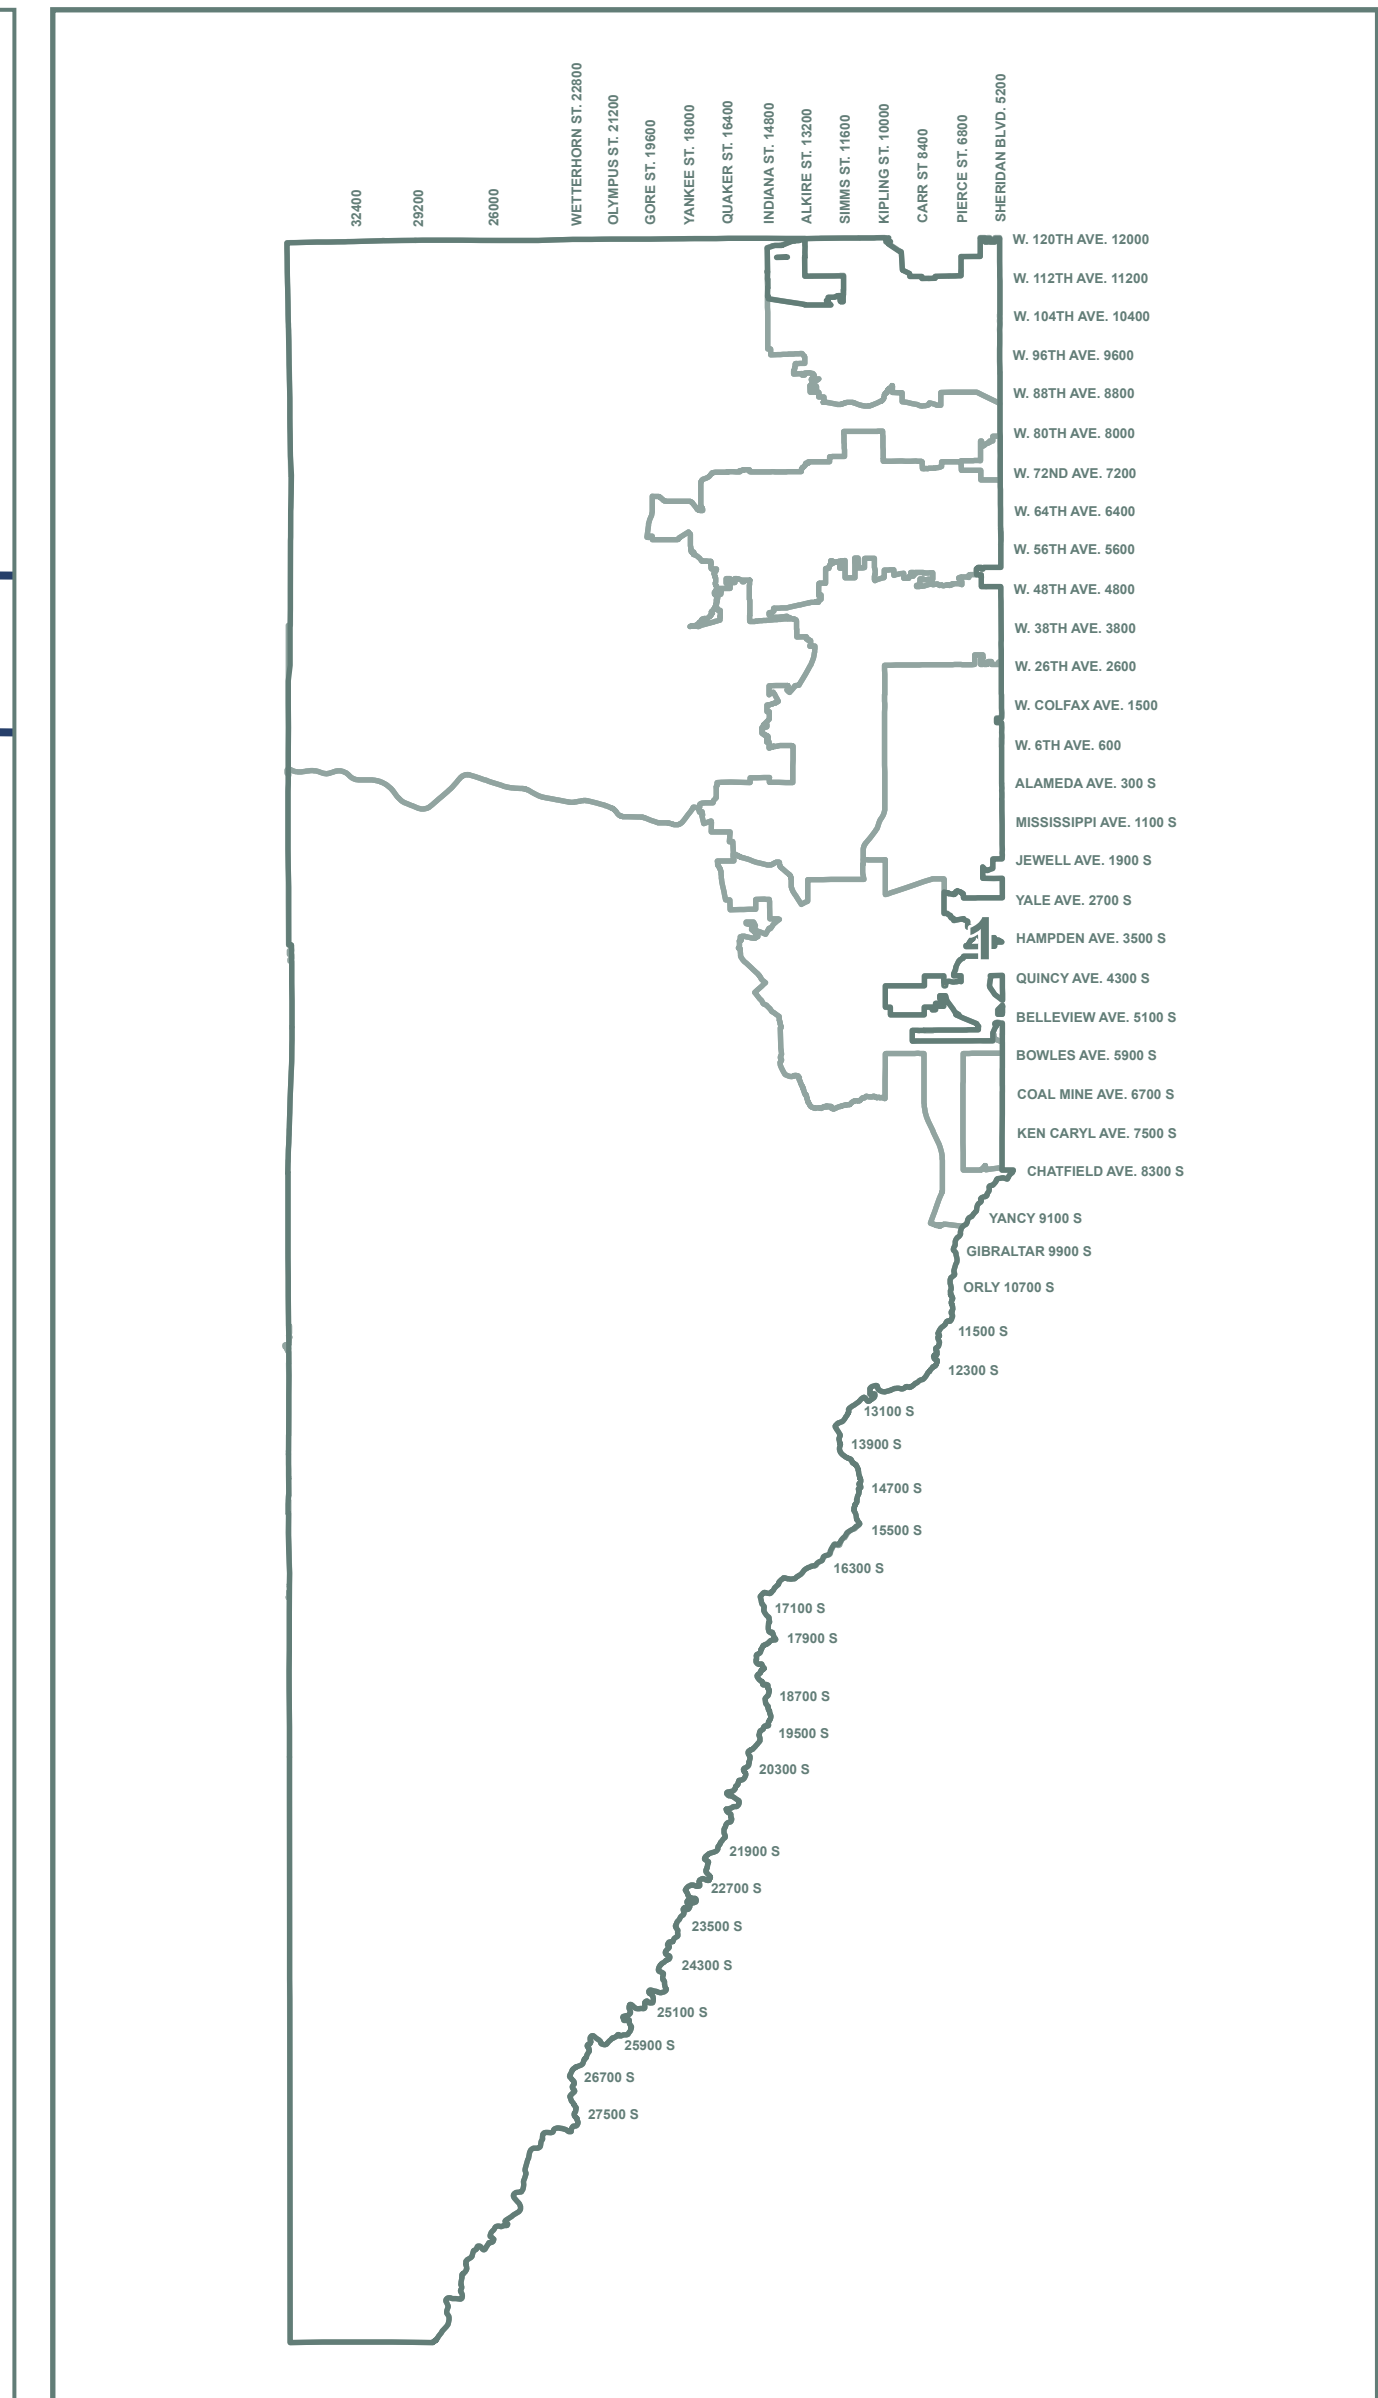 32400
29200
26000
WETTERHORN ST. 22800
OLYMPUS ST. 21200
GORE ST. 19600
YANKEE ST. 18000
QUAKER ST. 16400
INDIANA ST. 14800
ALKIRE ST. 13200
SIMMS ST. 11600
KIPLING ST. 10000
CARR ST 8400
PIERCE ST. 6800
SHERIDAN BLVD. 5200
W. 120TH AVE. 12000
W. 112TH AVE. 11200
W. 104TH AVE. 10400
W. 96TH AVE. 9600
W. 88TH AVE. 8800
W. 80TH AVE. 8000
W. 72ND AVE. 7200
W. 64TH AVE. 6400
W. 56TH AVE. 5600
W. 48TH AVE. 4800
W. 38TH AVE. 3800
W. 26TH AVE. 2600
W. COLFAX AVE. 1500
W. 6TH AVE. 600
ALAMEDA AVE. 300 S
MISSISSIPPI AVE. 1100 S
JEWELL AVE. 1900 S
YALE AVE. 2700 S
HAMPDEN AVE. 3500 S
QUINCY AVE. 4300 S
BELLEVIEW AVE. 5100 S
BOWLES AVE. 5900 S
COAL MINE AVE. 6700 S
KEN CARYL AVE. 7500 S
CHATFIELD AVE. 8300 S
YANCY 9100 S
GIBRALTAR 9900 S
ORLY 10700 S
11500 S
12300 S
13100 S
13900 S
14700 S
15500 S
16300 S
17100 S
17900 S
18700 S
19500 S
20300 S
21900 S
22700 S
23500 S
24300 S
25100 S
25900 S
26700 S
27500 S